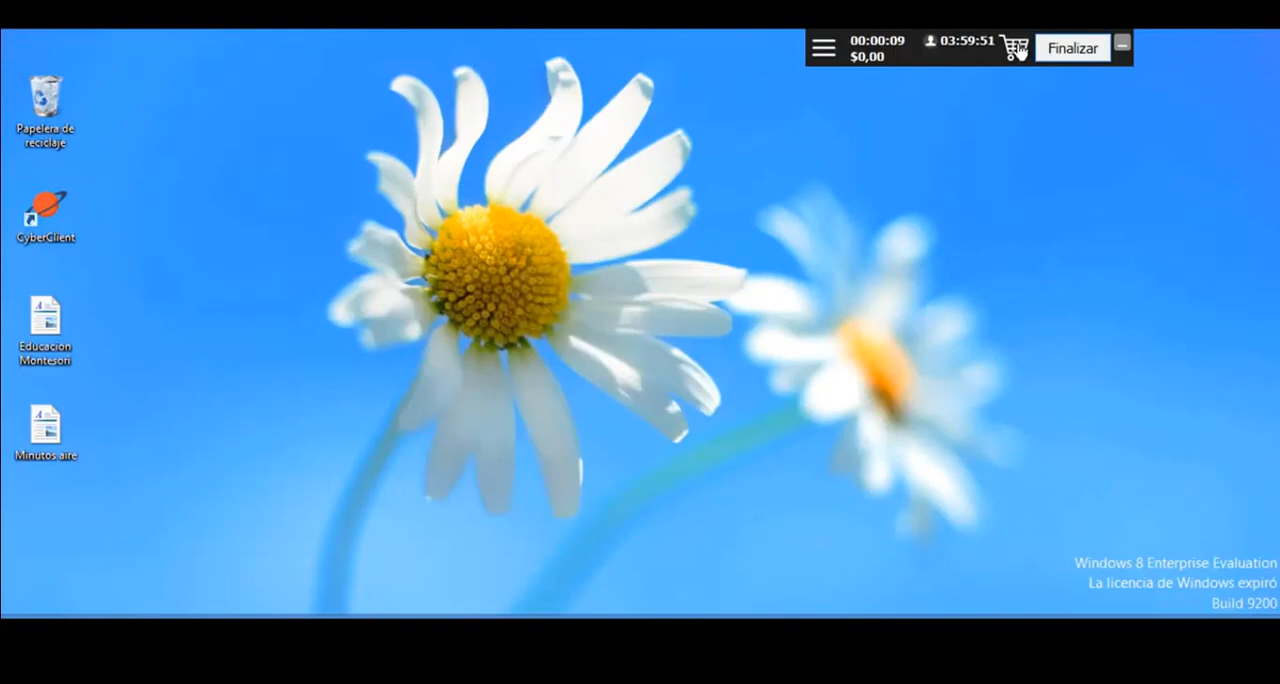 00:00:09
$0,00
03:59:51
Finalizar
Papelera de
reciclaje
CyberClient
Educacion
Montesori
Minutos aire
Windows 8 Enterprise Evaluation
La licencia de Windows expiró
Build 9200